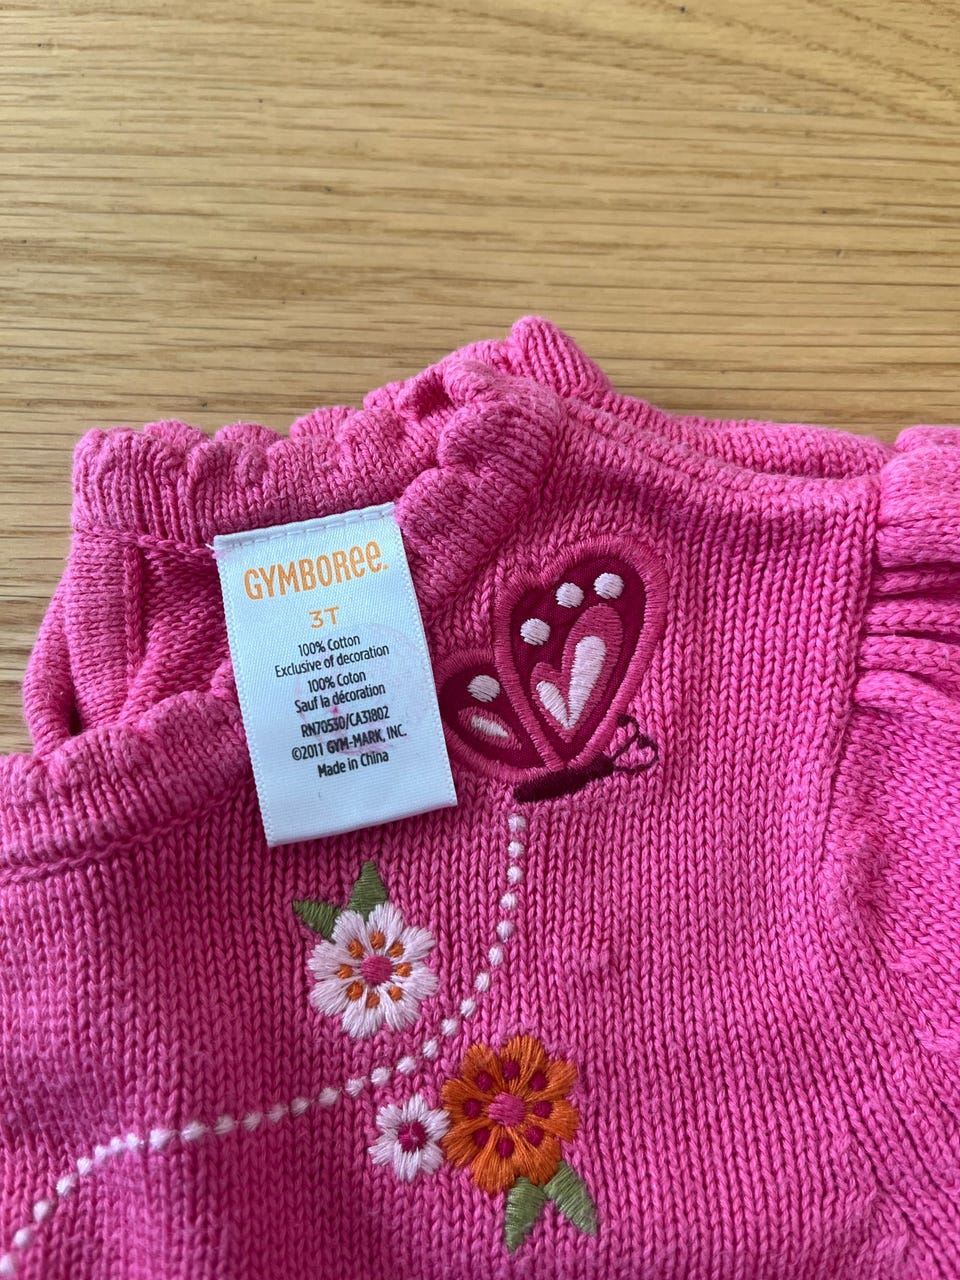 GYMBORee.
3T
100% Cotton
Exclusive of decoration
100% Coton
Sauf la décoration
RN70530/CA31802
©2011 GYM-MARK, INC.
Made in China